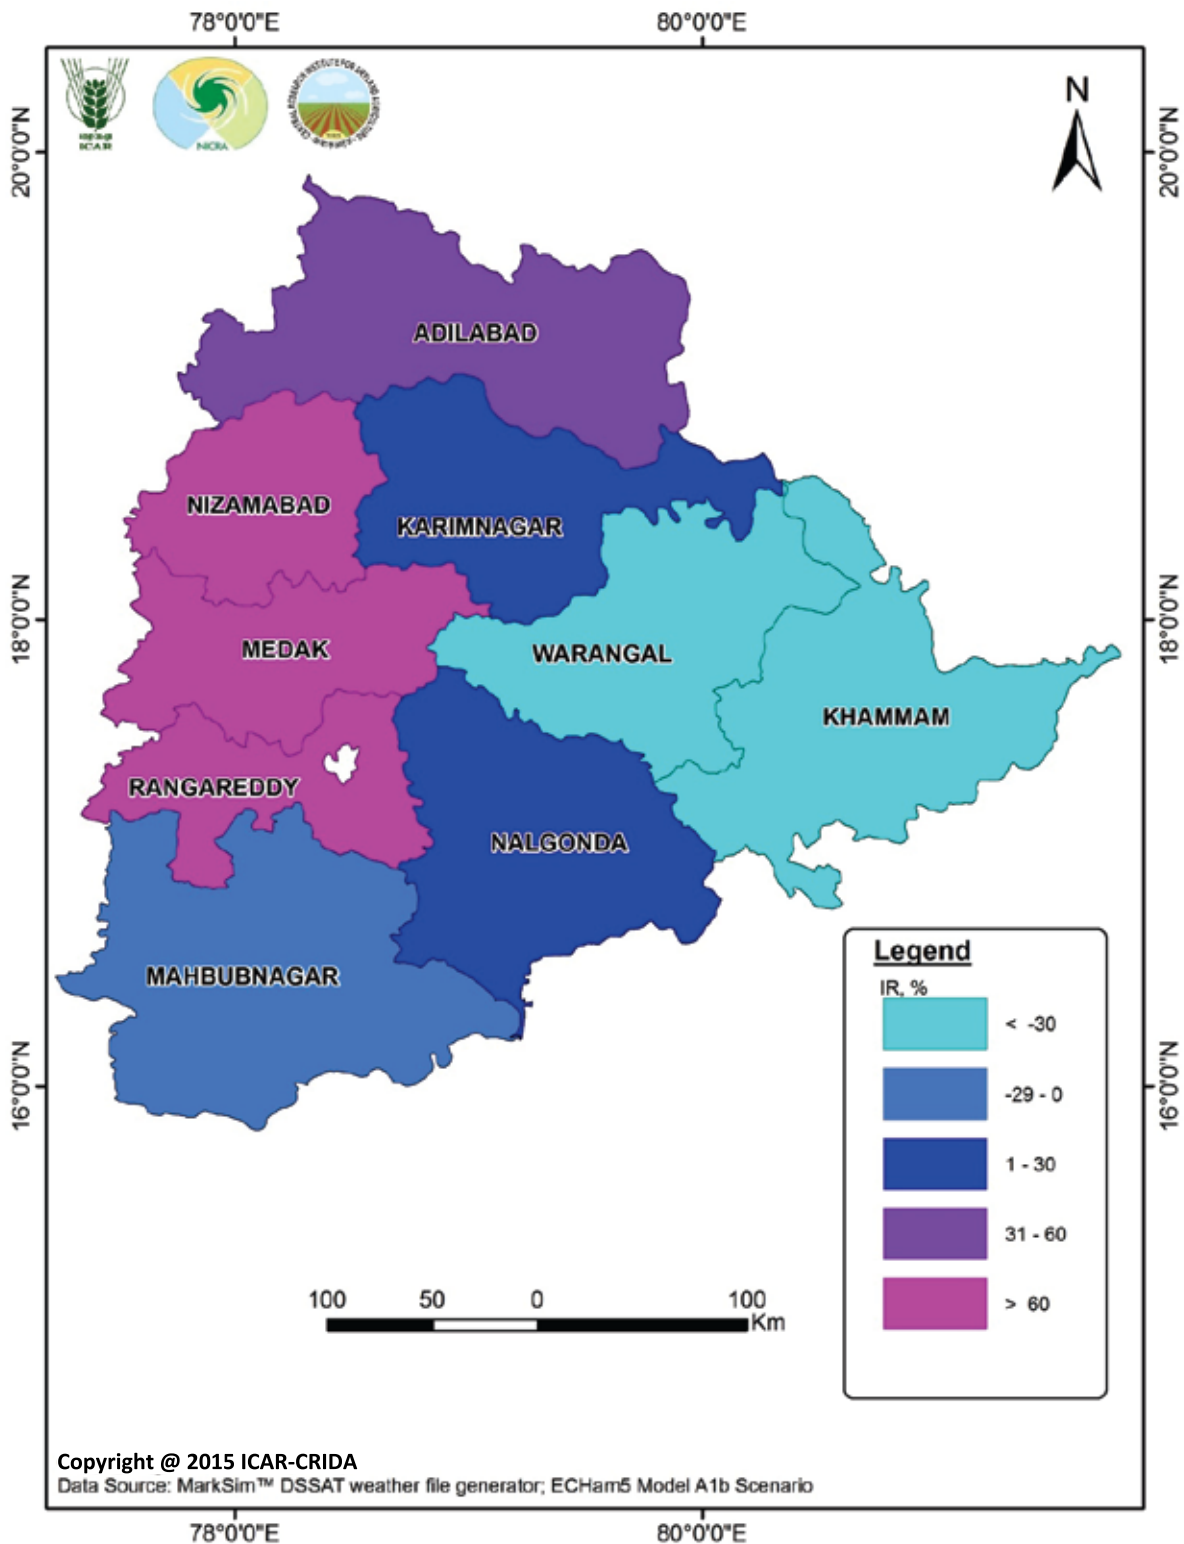 78°0'0"E 80°0'0"E
ICAR
NICRA
N
20°0'0"N 20°0'0"N
ADILABAD
NIZAMABAD
KARIMNAGAR
18°0'0"N 18°0'0"N
MEDAK
WARANGAL
KHAMMAM
RANGAREDDY
NALGONDA
MAHBUBNAGAR
16°0'0"N 16°0'0"N
Legend
IR, %
< -30
-29 - 0
1 - 30
31 - 60
> 60
100 50 0 100
Km
Copyright @ 2015 ICAR-CRIDA
Data Source: MarkSim™ DSSAT weather file generator; ECHam5 Model A1b Scenario
78°0'0"E 80°0'0"E